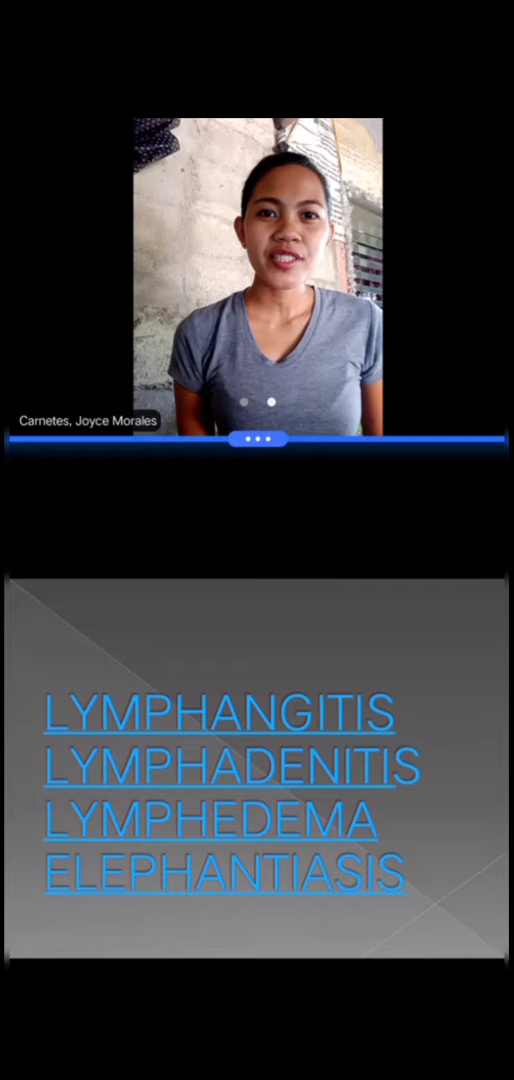 Carnetes, Joyce Morales
LYMPHANGITIS
LYMPHADENITIS
LYMPHEDEMA
ELEPHANTIASIS